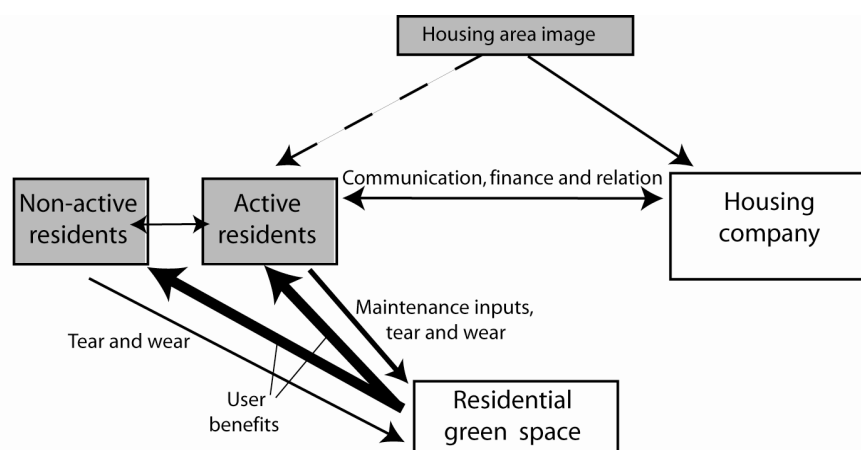 Housing area image
Communication, finance and relation
Non-active
residents
Active
residents
Housing
company
Maintenance inputs,
tear and wear
Tear and wear
User
benefits
Residential
green space